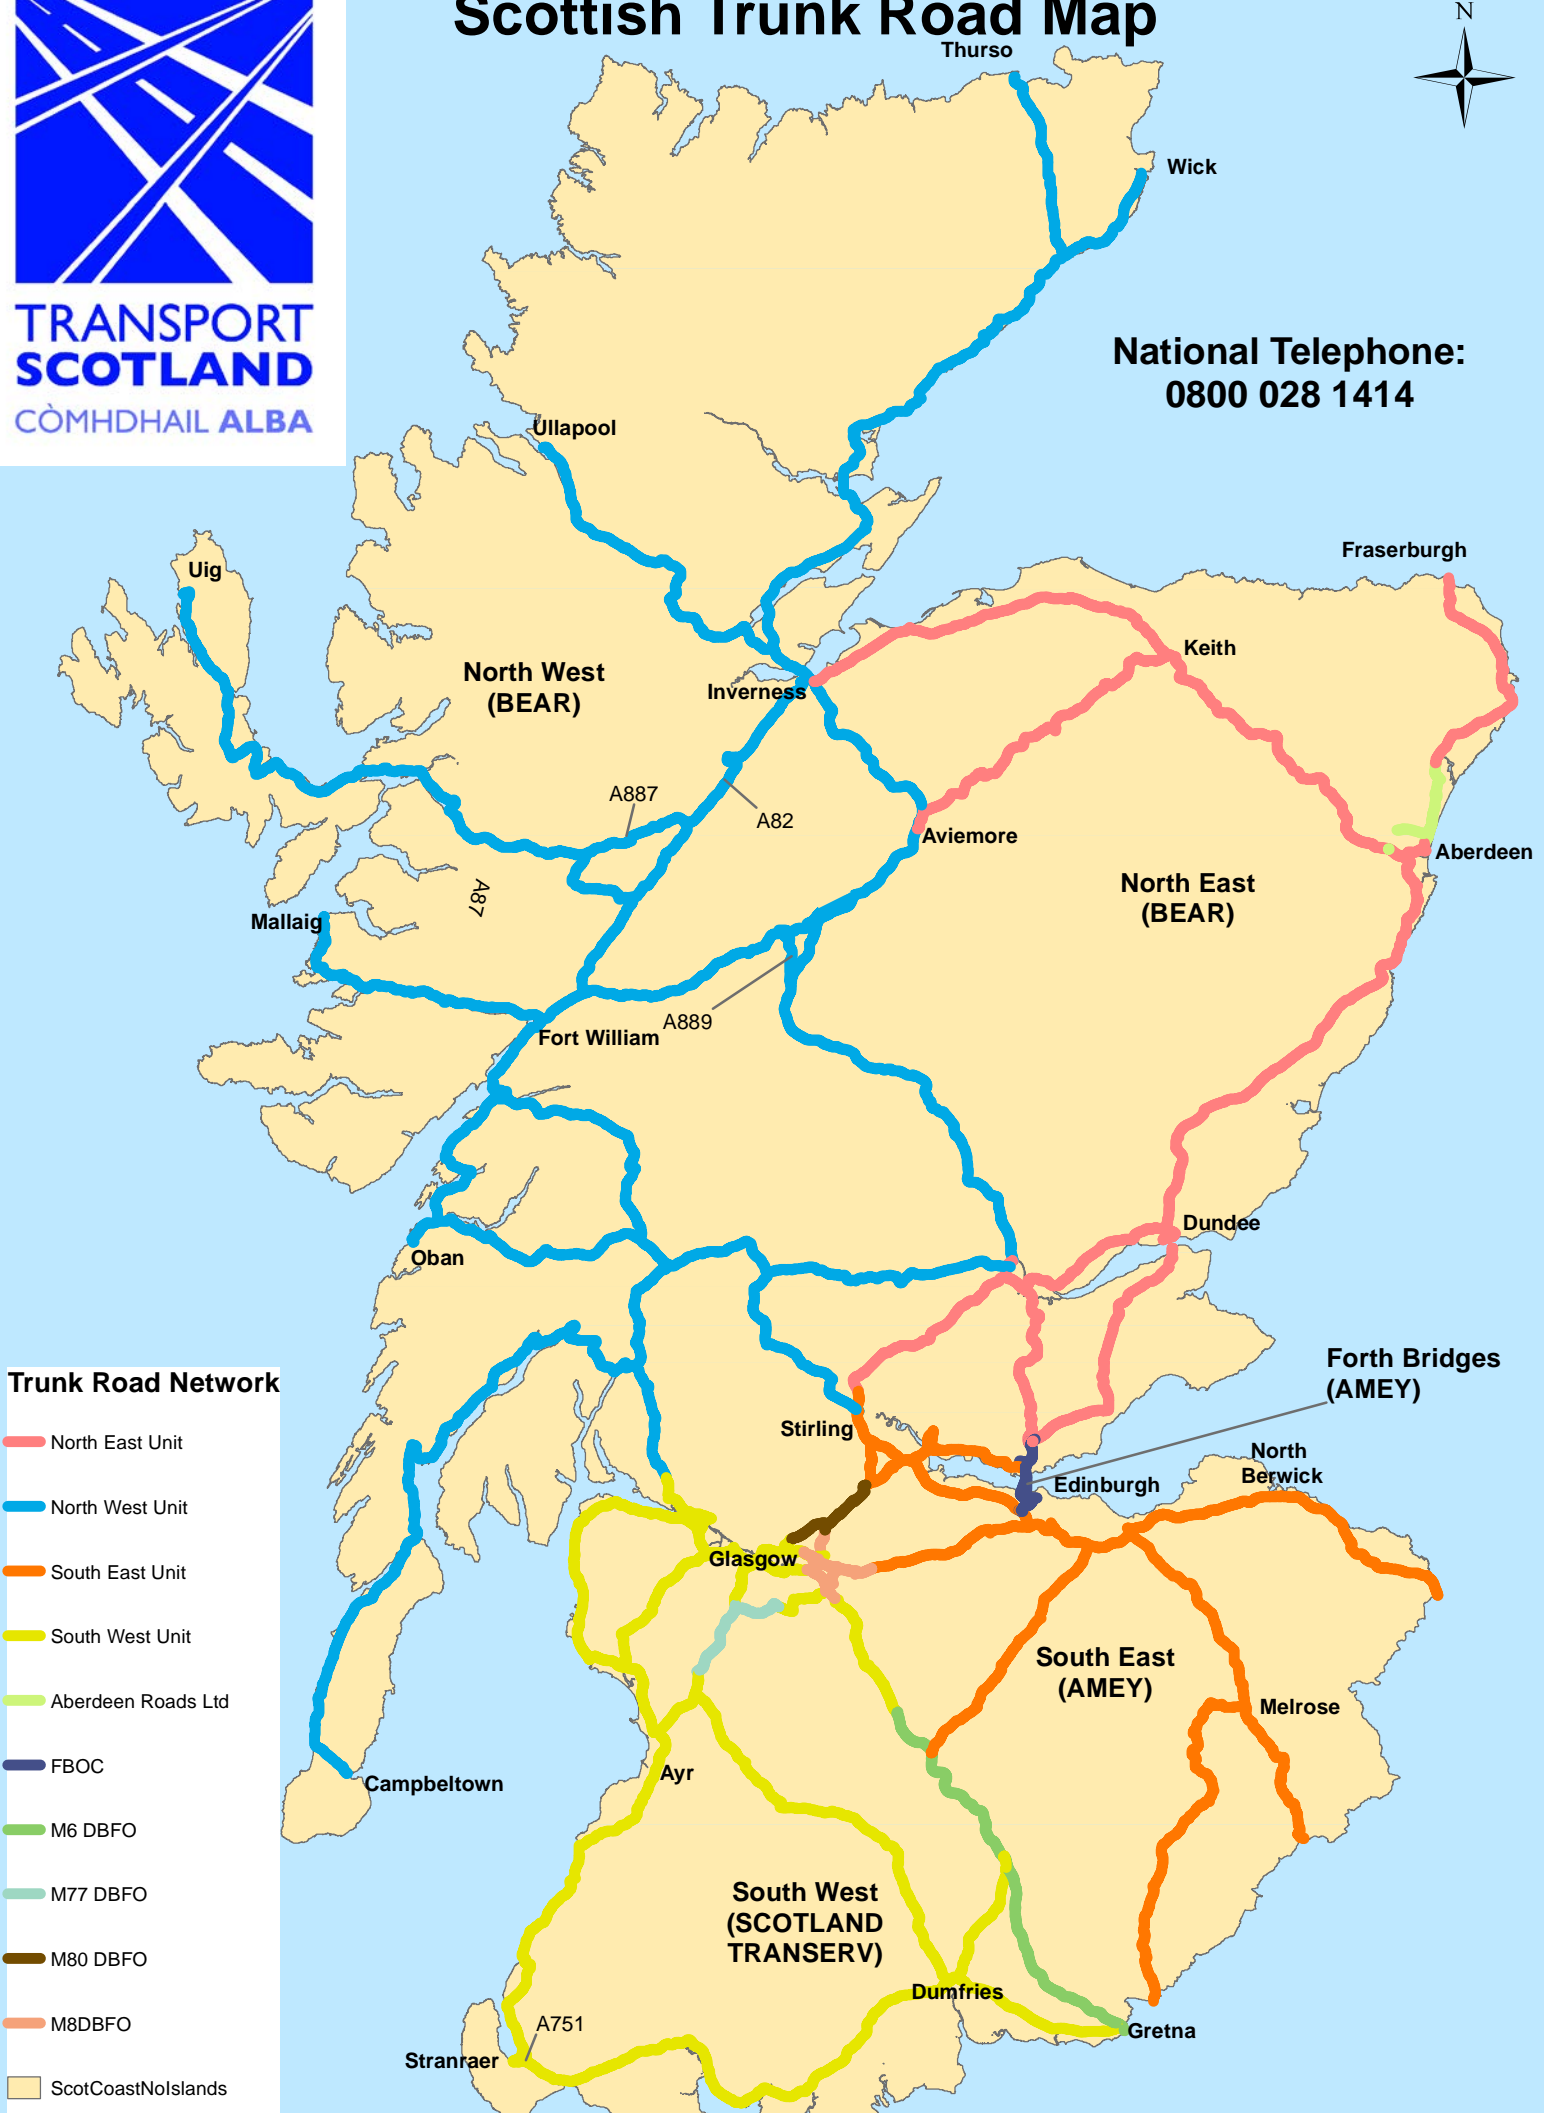 Scottish Trunk Road Map
N
TRANSPORT
SCOTLAND
CÒMHDHAIL ALBA
Thurso
Wick
National Telephone:
0800 028 1414
Ullapool
Fraserburgh
Uig
Keith
North West
(BEAR)
Inverness
A887
A82
Aviemore
Aberdeen
North East
(BEAR)
A87
Mallaig
A889
Fort William
Dundee
Oban
Forth Bridges
(AMEY)
Stirling
North
Berwick
Edinburgh
Glasgow
South East
(AMEY)
Melrose
Ayr
Campbeltown
South West
(SCOTLAND
TRANSERV)
Dumfries
A751
Gretna
Stranraer
Trunk Road Network
North East Unit
North West Unit
South East Unit
South West Unit
Aberdeen Roads Ltd
FBOC
M6 DBFO
M77 DBFO
M80 DBFO
M8DBFO
ScotCoastNoIslands